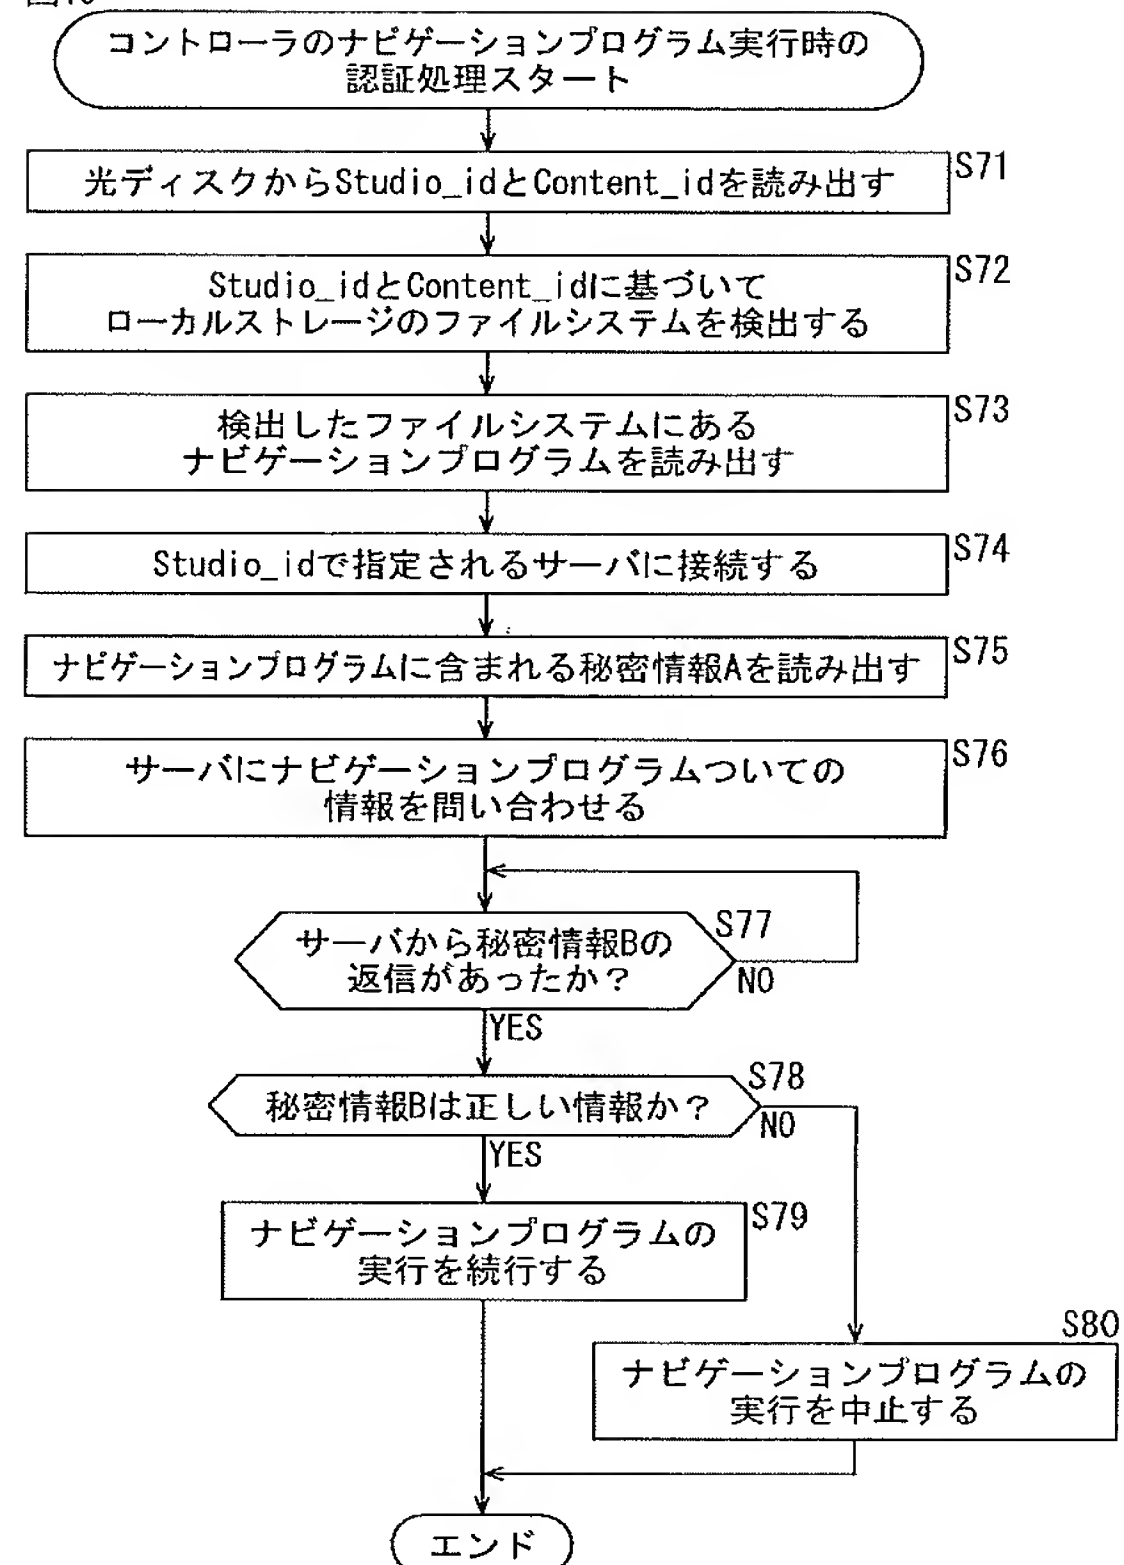 コントローラのナビゲーションプログラム実行時の
認証処理スタート
光ディスクからStudio_idとContent_idを読み出す
S71
Studio_idとContent_idに基づいて
ローカルストレージのファイルシステムを検出する
S72
検出したファイルシステムにある
ナビゲーションプログラムを読み出す
S73
Studio_idで指定されるサーバに接続する
S74
ナビゲーションプログラムに含まれる秘密情報Aを読み出す
S75
サーバにナビゲーションプログラムついての
情報を問い合わせる
S76
サーバから秘密情報Bの
返信があったか？
S77
NO
YES
秘密情報Bは正しい情報か？
S78
NO
YES
ナビゲーションプログラムの
実行を続行する
S79
S80
ナビゲーションプログラムの
実行を中止する
エンド